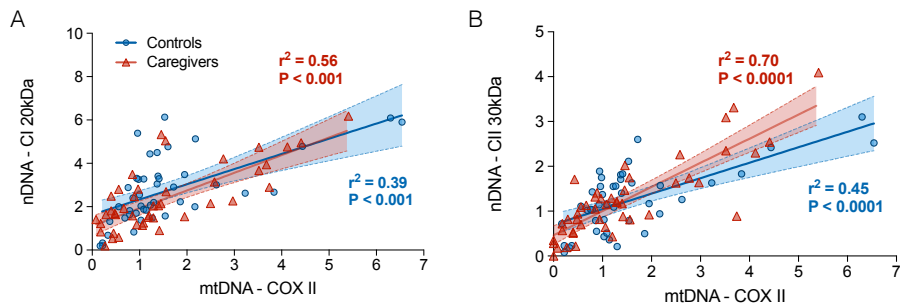 A
Controls
Caregivers
r² = 0.56
P < 0.001
r² = 0.39
P < 0.001
nDNA - CI 20kDa
10
8
6
4
2
0
0 1 2 3 4 5 6 7
mtDNA - COX II
B
r² = 0.70
P < 0.0001
r² = 0.45
P < 0.0001
nDNA - CII 30kDa
5
4
3
2
1
0
0 1 2 3 4 5 6 7
mtDNA - COX II